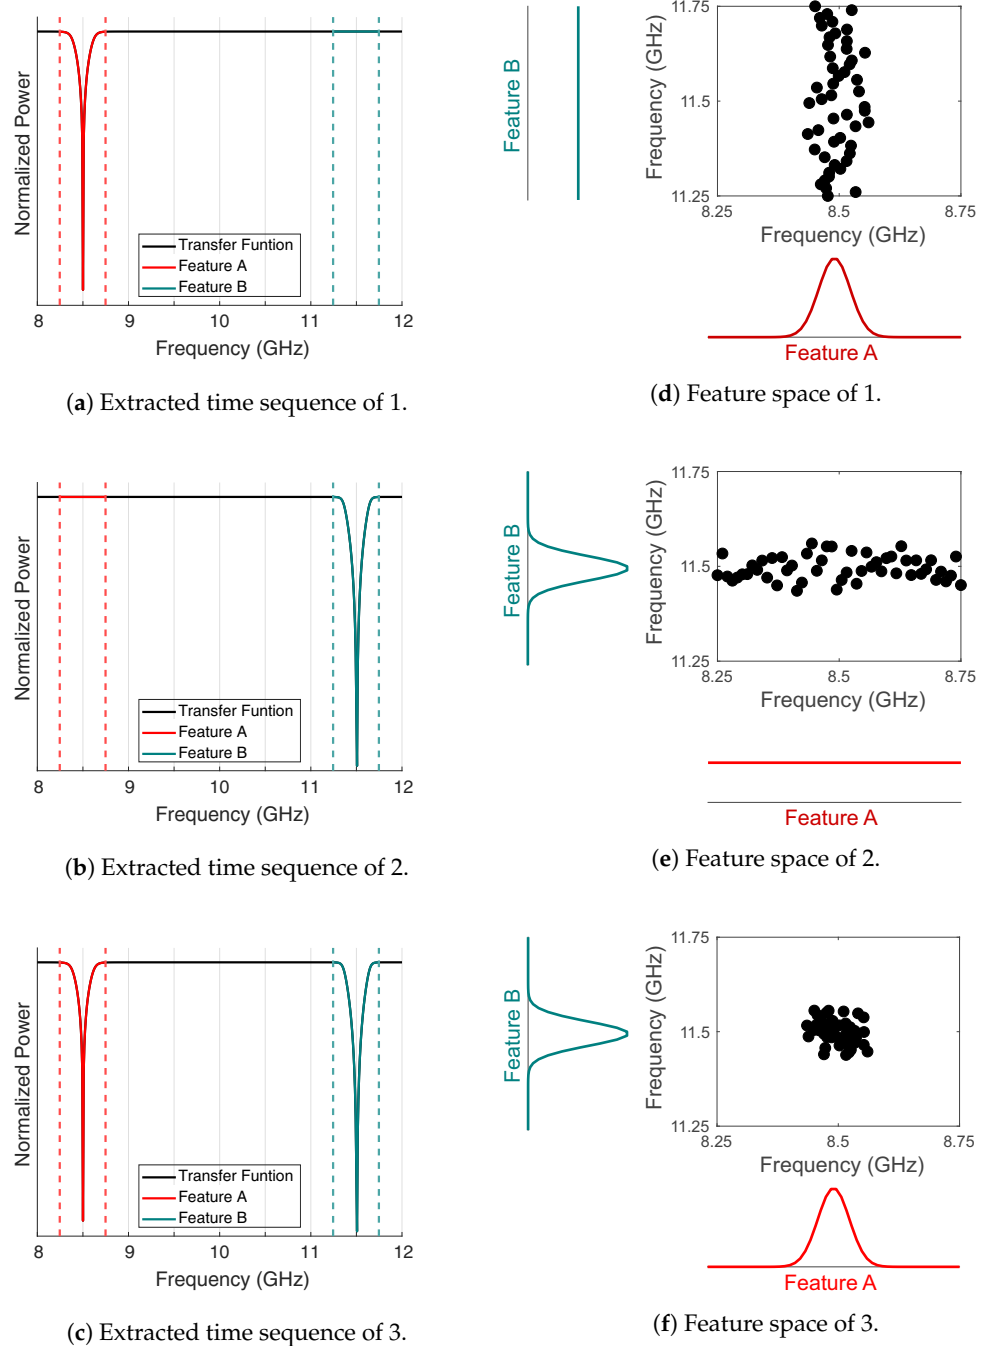 Normalized Power
Transfer Funtion
Feature A
Feature B
8 9 10 11 12
Frequency (GHz)
(a) Extracted time sequence of 1.
Feature B
Frequency (GHz)
11.75
11.5
11.25
8.25 8.5 8.75
Frequency (GHz)
Feature A
(d) Feature space of 1.
Normalized Power
Transfer Funtion
Feature A
Feature B
8 9 10 11 12
Frequency (GHz)
(b) Extracted time sequence of 2.
Feature B
Frequency (GHz)
11.75
11.5
11.25
8.25 8.5 8.75
Frequency (GHz)
Feature A
(e) Feature space of 2.
Normalized Power
Transfer Funtion
Feature A
Feature B
8 9 10 11 12
Frequency (GHz)
(c) Extracted time sequence of 3.
Feature B
Frequency (GHz)
11.75
11.5
11.25
8.25 8.5 8.75
Frequency (GHz)
Feature A
(f) Feature space of 3.